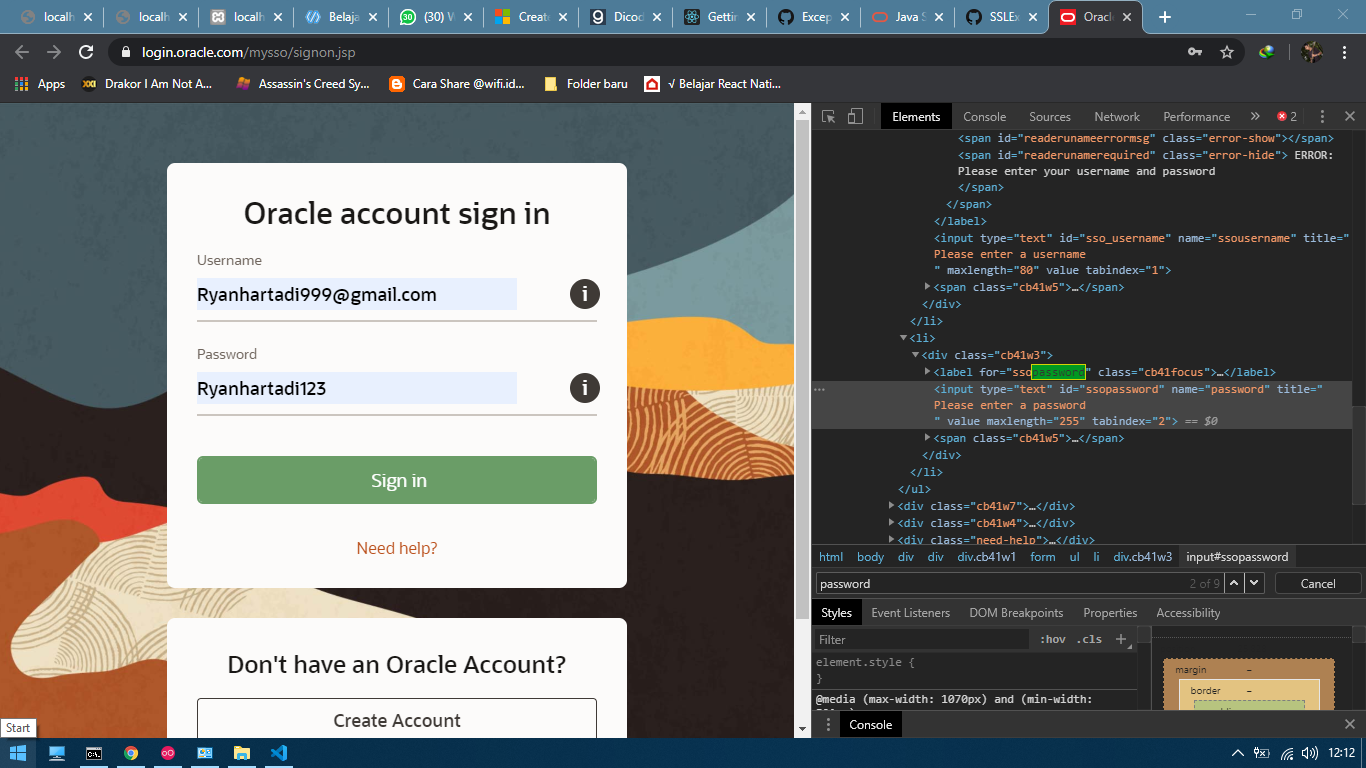 localh
localh
localh
Belaja
(30) W
Create
Dicod
Gettin
Excep
Java S
SSLEx
Oracle
login.oracle.com/mysso/signon.jsp
Apps
Drakor I Am Not A...
Assassin's Creed Sy...
Cara Share @wifi.id...
Folder baru
√ Belajar React Nati...
Oracle account sign in
Username
Ryanhartadi999@gmail.com
Password
Ryanhartadi123
Sign in
Need help?
Don't have an Oracle Account?
Create Account
Start
Elements Console Sources Network Performance » 2
<span id="readerunameerrormsg" class="error-show"></span>
<span id="readerunamerequired" class="error-hide"> ERROR:
Please enter your username and password
</span>
</span>
</label>
<input type="text" id="sso_username" name="ssousername" title="
Please enter a username
" maxlength="80" value tabindex="1">
<span class="cb41w5">…</span>
</div>
</li>
<li>
<div class="cb41w3">
<label for="ssopassword" class="cb41focus">…</label>
<input type="text" id="ssopassword" name="password" title="
Please enter a password
" value maxlength="255" tabindex="2"> == $0
<span class="cb41w5">…</span>
</div>
</li>
</ul>
<div class="cb41w7">…</div>
<div class="cb41w4">…</div>
<div class="need-help">…</div>
html body div div div.cb41w1 form ul li div.cb41w3 input#ssopassword
password 2 of 9 Cancel
Styles Event Listeners DOM Breakpoints Properties Accessibility
Filter :hov .cls +
element.style {
}
@media (max-width: 1070px) and (min-width:
margin –
border –
Console
12:12